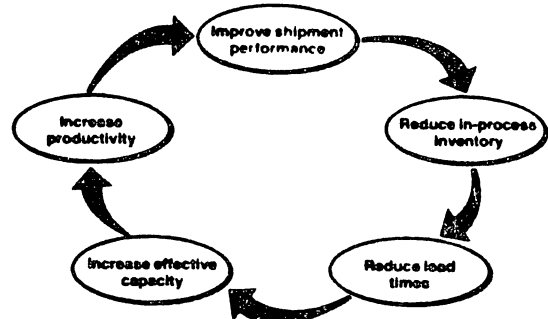 Improve shipment
performance
Reduce in-process
inventory
Reduce lead
times
Increase effective
capacity
Increase
productivity